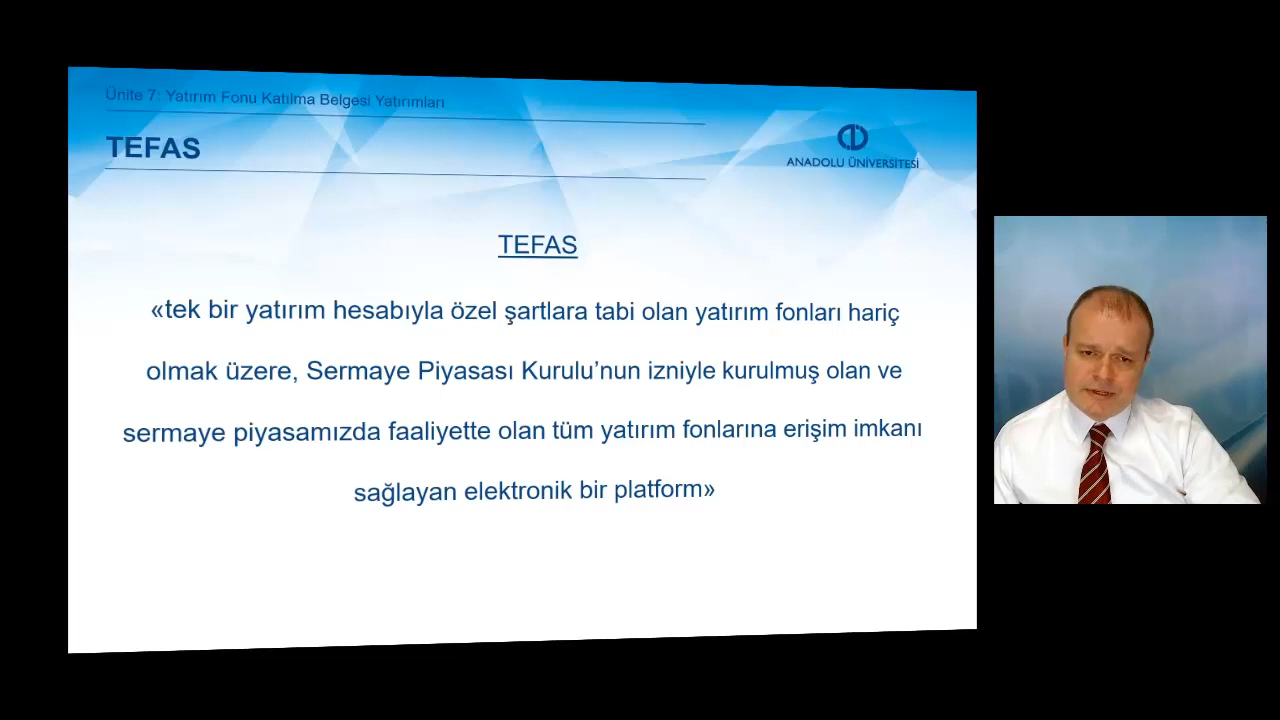 Ünite 7: Yatırım Fonu Katılma Belgesi Yatırımları
TEFAS
ANADOLU ÜNİVERSİTESİ
TEFAS
«tek bir yatırım hesabıyla özel şartlara tabi olan yatırım fonları hariç
olmak üzere, Sermaye Piyasası Kurulu’nun izniyle kurulmuş olan ve
sermaye piyasamızda faaliyette olan tüm yatırım fonlarına erişim imkanı
sağlayan elektronik bir platform»